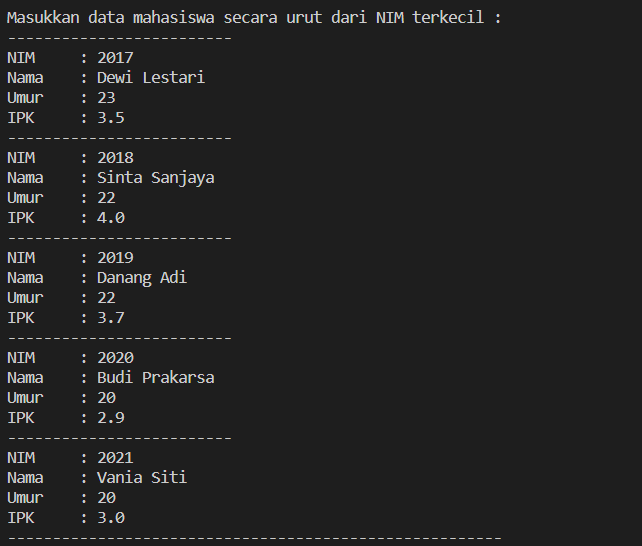 Masukkan data mahasiswa secara urut dari NIM terkecil :
-------------------------
NIM     : 2017
Nama    : Dewi Lestari
Umur    : 23
IPK     : 3.5
-------------------------
NIM     : 2018
Nama    : Sinta Sanjaya
Umur    : 22
IPK     : 4.0
-------------------------
NIM     : 2019
Nama    : Danang Adi
Umur    : 22
IPK     : 3.7
-------------------------
NIM     : 2020
Nama    : Budi Prakarsa
Umur    : 20
IPK     : 2.9
-------------------------
NIM     : 2021
Nama    : Vania Siti
Umur    : 20
IPK     : 3.0
-------------------------------------------------------